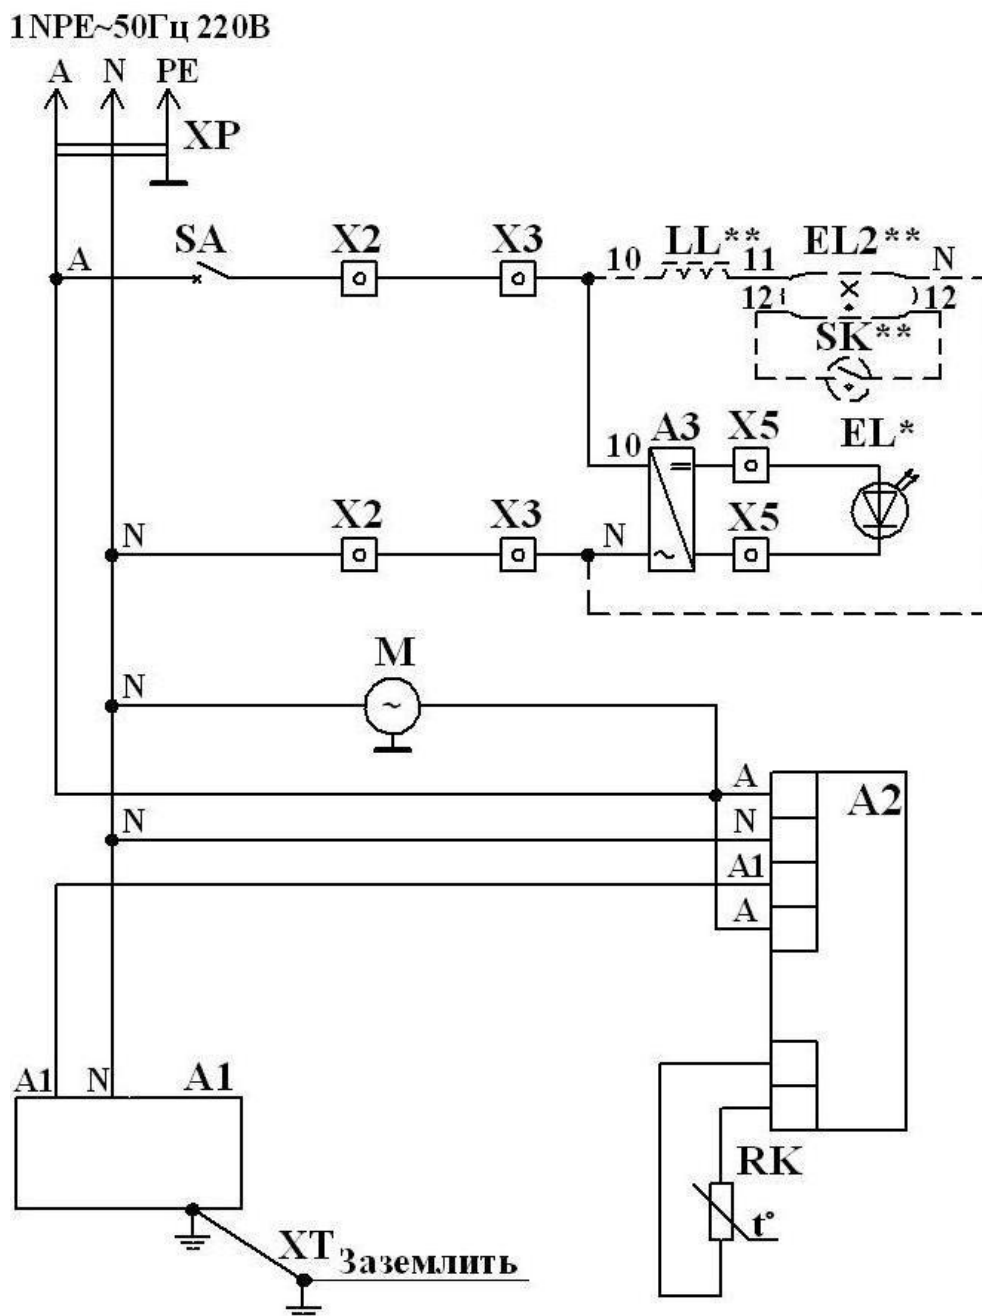 1NPE~50Гц 220В
A N PE
XP
A SA X2 X3 10 LL** 11 EL2** N
12 12
SK**
10 A3 X5 EL*
=
N X2 X3 N X5
~
N M
~
A A2
N N
A1
A
A1 N A1
RK
t°
XT Заземлить